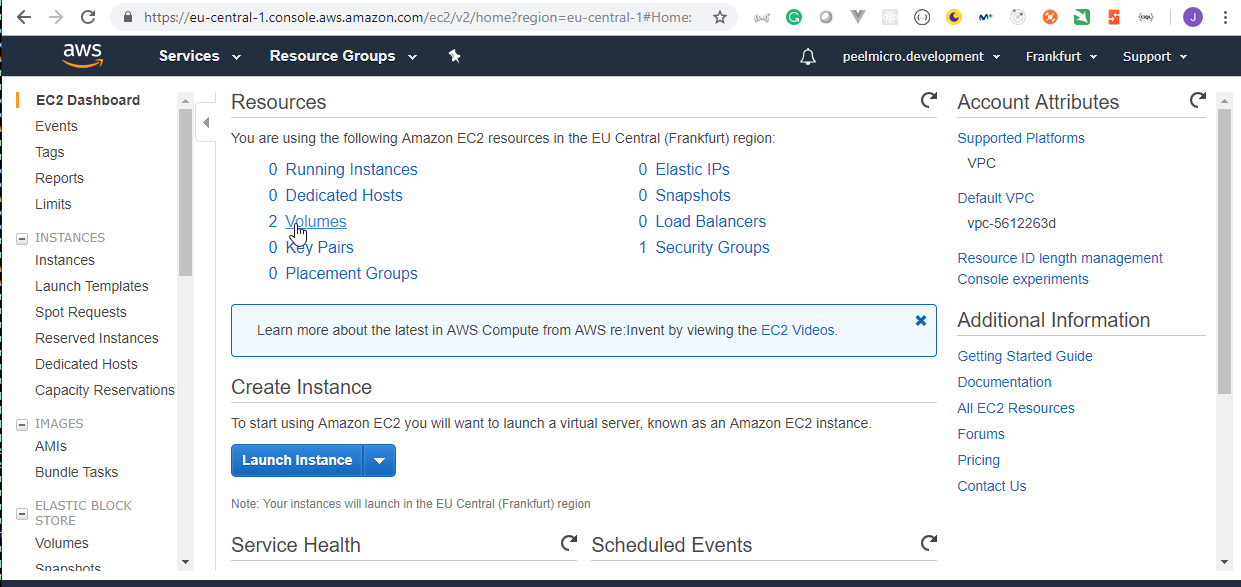 https://eu-central-1.console.aws.amazon.com/ec2/v2/home?region=eu-central-1#Home:
J
aws
Services
Resource Groups
peelmicro.development
Frankfurt
Support
EC2 Dashboard
Events
Tags
Reports
Limits
INSTANCES
Instances
Launch Templates
Spot Requests
Reserved Instances
Dedicated Hosts
Capacity Reservations
IMAGES
AMIs
Bundle Tasks
ELASTIC BLOCK
STORE
Volumes
Snapshots
Resources
You are using the following Amazon EC2 resources in the EU Central (Frankfurt) region:
0 Running Instances
0 Dedicated Hosts
2 Volumes
0 Key Pairs
0 Placement Groups
0 Elastic IPs
0 Snapshots
0 Load Balancers
1 Security Groups
Learn more about the latest in AWS Compute from AWS re:Invent by viewing the EC2 Videos.
Create Instance
To start using Amazon EC2 you will want to launch a virtual server, known as an Amazon EC2 instance.
Launch Instance
Note: Your instances will launch in the EU Central (Frankfurt) region
Service Health
Scheduled Events
Account Attributes
Supported Platforms
VPC
Default VPC
vpc-5612263d
Resource ID length management
Console experiments
Additional Information
Getting Started Guide
Documentation
All EC2 Resources
Forums
Pricing
Contact Us